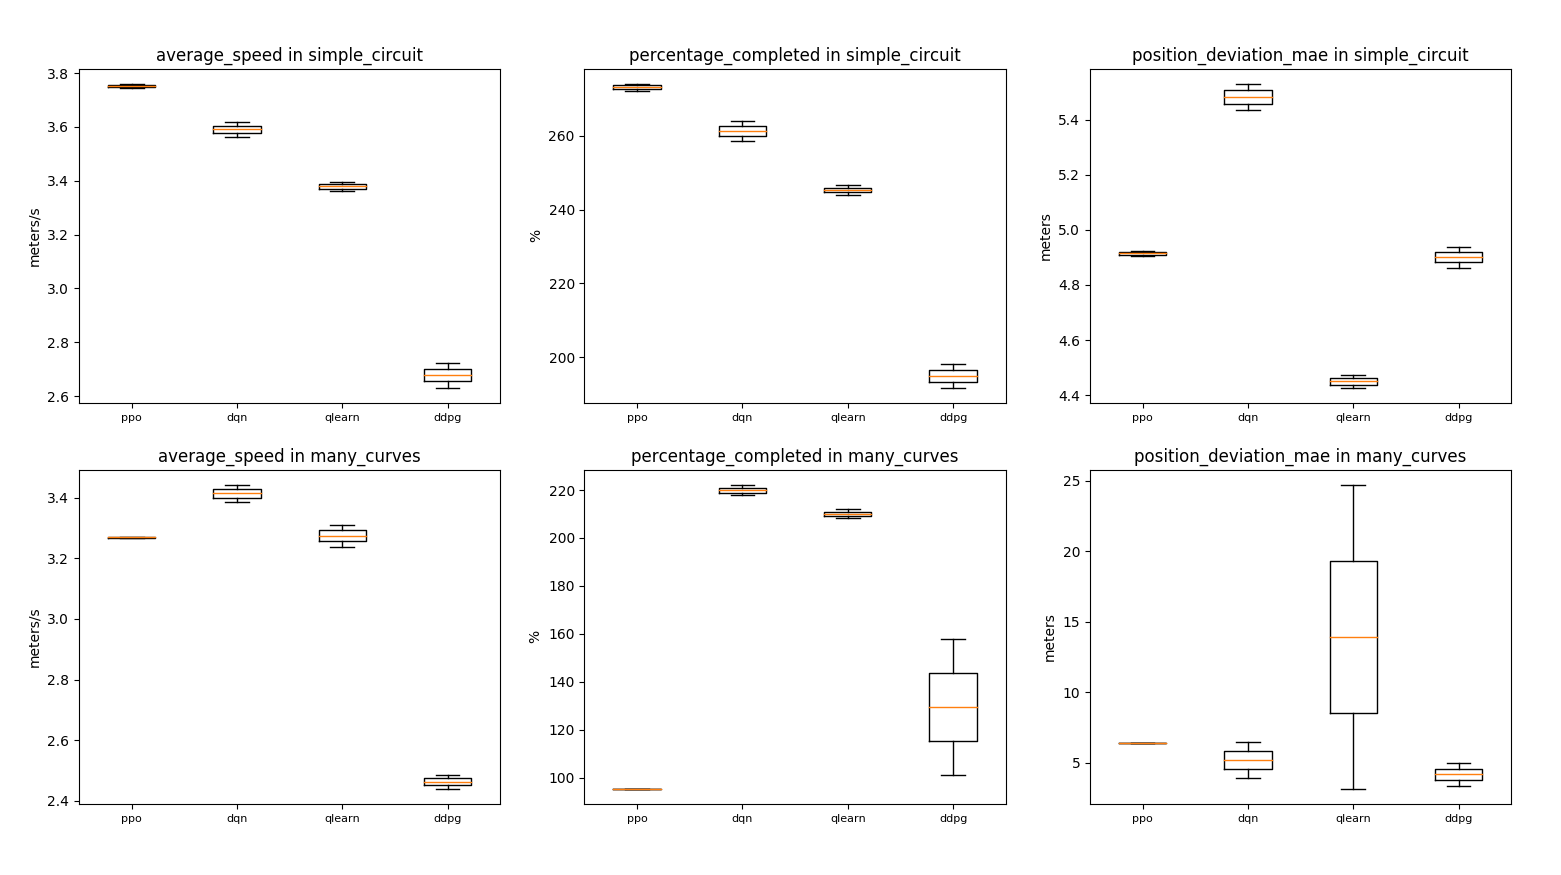 average_speed in simple_circuit
meters/s
3.8
3.6
3.4
3.2
3.0
2.8
2.6
ppo dqn qlearn ddpg
percentage_completed in simple_circuit
%
260
240
220
200
ppo dqn qlearn ddpg
position_deviation_mae in simple_circuit
meters
5.4
5.2
5.0
4.8
4.6
4.4
ppo dqn qlearn ddpg
average_speed in many_curves
meters/s
3.4
3.2
3.0
2.8
2.6
2.4
ppo dqn qlearn ddpg
percentage_completed in many_curves
%
220
200
180
160
140
120
100
ppo dqn qlearn ddpg
position_deviation_mae in many_curves
meters
25
20
15
10
5
ppo dqn qlearn ddpg